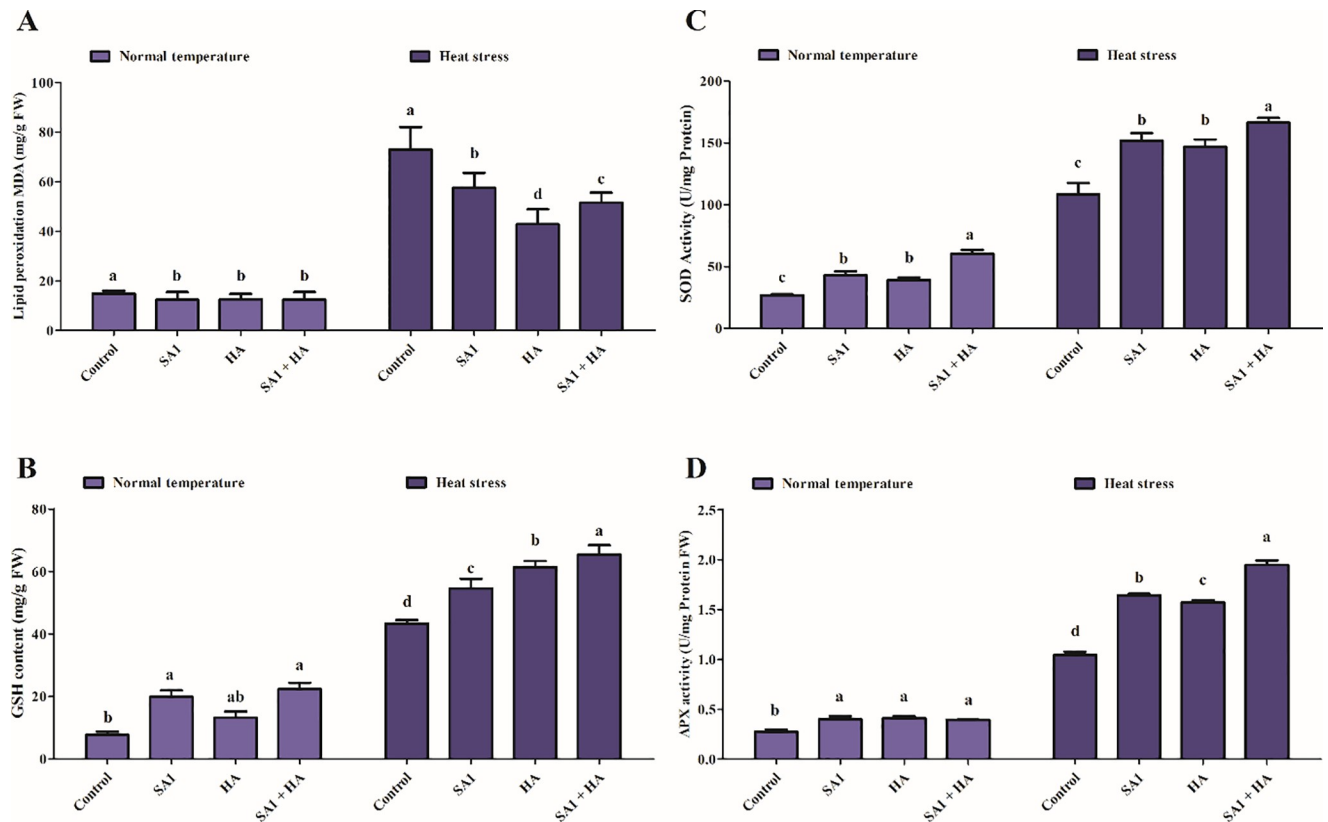 A
Normal temperature
Heat stress
Lipid peroxidation MDA (mg/g FW)
100
80
60
40
20
0
a
b
b
b
a
b
d
c
Control
SA1
HA
SA1 + HA
Control
SA1
HA
SA1 + HA
C
Normal temperature
Heat stress
SOD Activity (U/mg Protein)
200
150
100
50
0
c
b
b
a
c
b
b
a
Control
SA1
HA
SA1 + HA
Control
SA1
HA
SA1 + HA
B
Normal temperature
Heat stress
GSH content (mg/g FW)
80
60
40
20
0
b
a
ab
a
d
c
b
a
Control
SA1
HA
SA1 + HA
Control
SA1
HA
SA1 + HA
D
Normal temperature
Heat stress
APX activity (U/mg Protein FW)
2.5
2.0
1.5
1.0
0.5
0.0
b
a
a
a
d
b
c
a
Control
SA1
HA
SA1 + HA
Control
SA1
HA
SA1 + HA